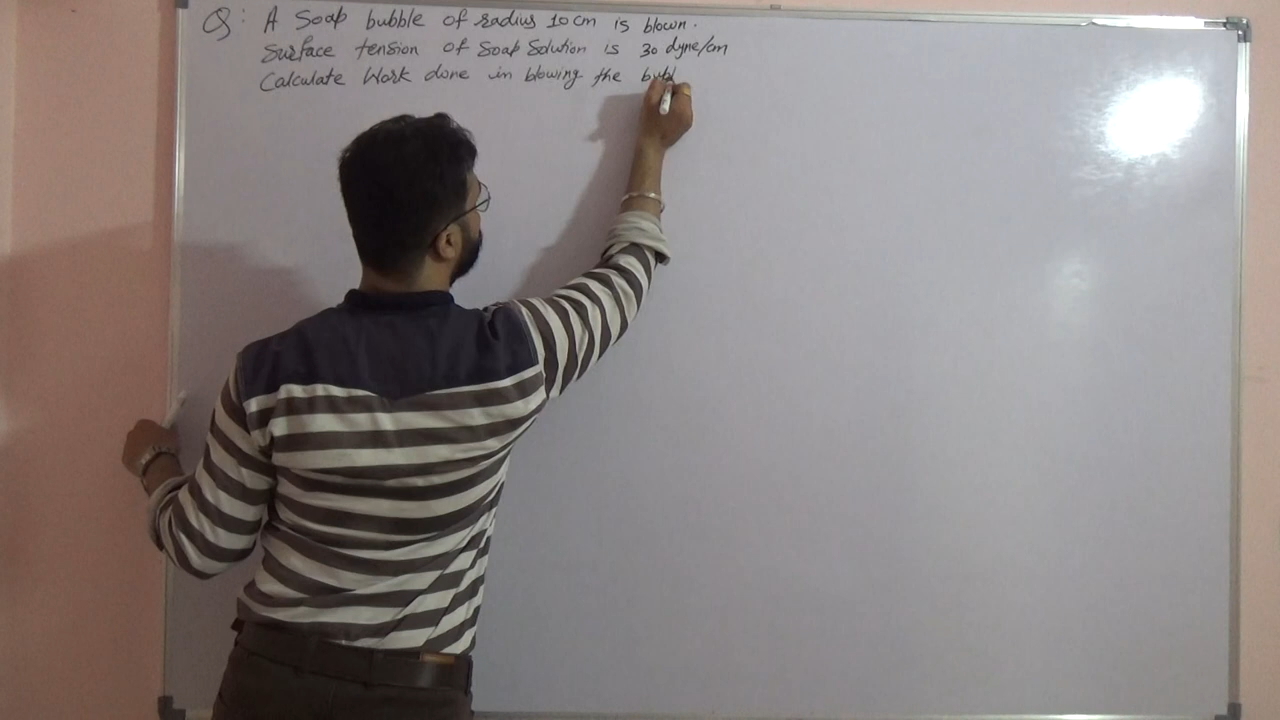 Q: A Soap bubble of radius 10 cm is blown.
Surface tension of Soap Solution is 30 dyne/cm
Calculate Work done in blowing the bubl